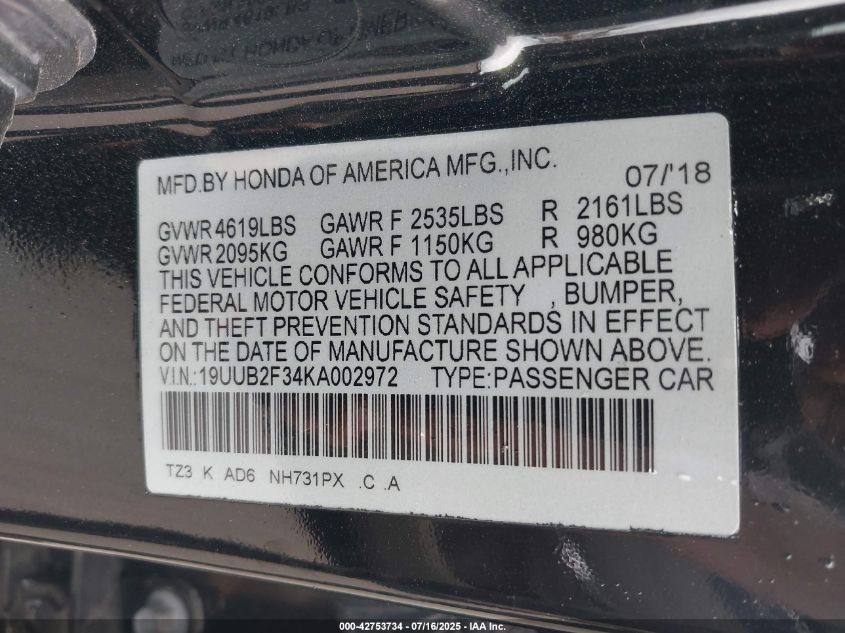 MFD.BY HONDA OF AMERICA MFG.,INC. 07/'18
GVWR 4619LBS GAWR F 2535LBS R 2161LBS
GVWR 2095KG GAWR F 1150KG R 980KG
THIS VEHICLE CONFORMS TO ALL APPLICABLE
FEDERAL MOTOR VEHICLE SAFETY , BUMPER,
AND THEFT PREVENTION STANDARDS IN EFFECT
ON THE DATE OF MANUFACTURE SHOWN ABOVE.
V.I.N.: 19UUB2F34KA002972 TYPE:PASSENGER CAR
TZ3 K AD6 NH731PX .C .A
000-42753734 - 07/16/2025 - IAA Inc.